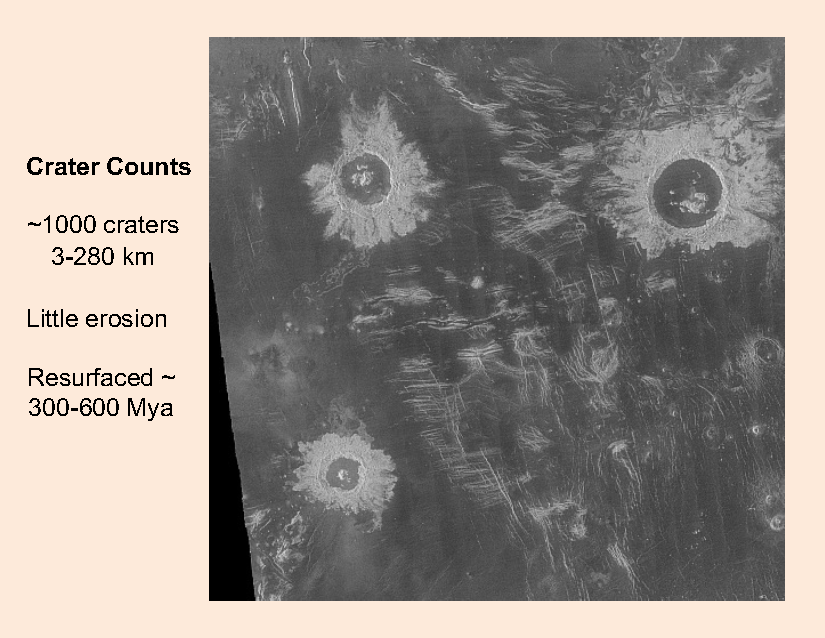 Crater Counts
~1000 craters
3-280 km
Little erosion
Resurfaced ~
300-600 Mya